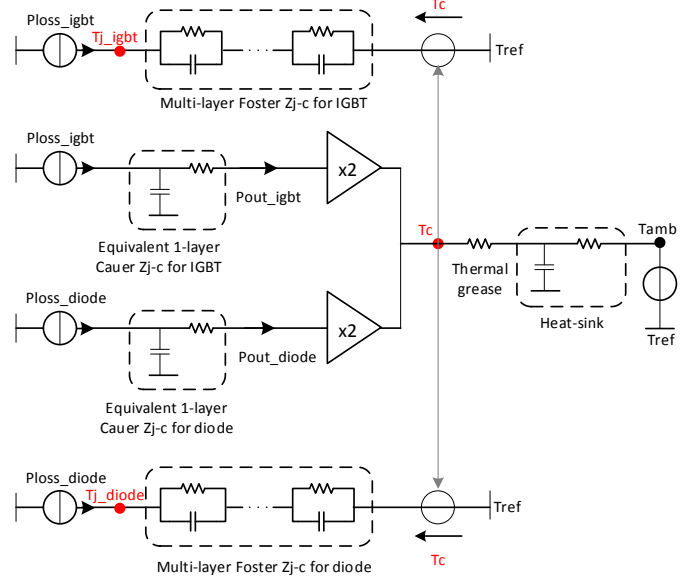 Ploss_igbt
Tj_igbt
Tc
Tref
Multi-layer Foster Zj-c for IGBT
Ploss_igbt
x2
Pout_igbt
Equivalent 1-layer
Cauer Zj-c for IGBT
Tc
Tamb
Thermal
grease
Heat-sink
Tref
Ploss_diode
x2
Pout_diode
Equivalent 1-layer
Cauer Zj-c for diode
Ploss_diode
Tj_diode
Tref
Tc
Multi-layer Foster Zj-c for diode